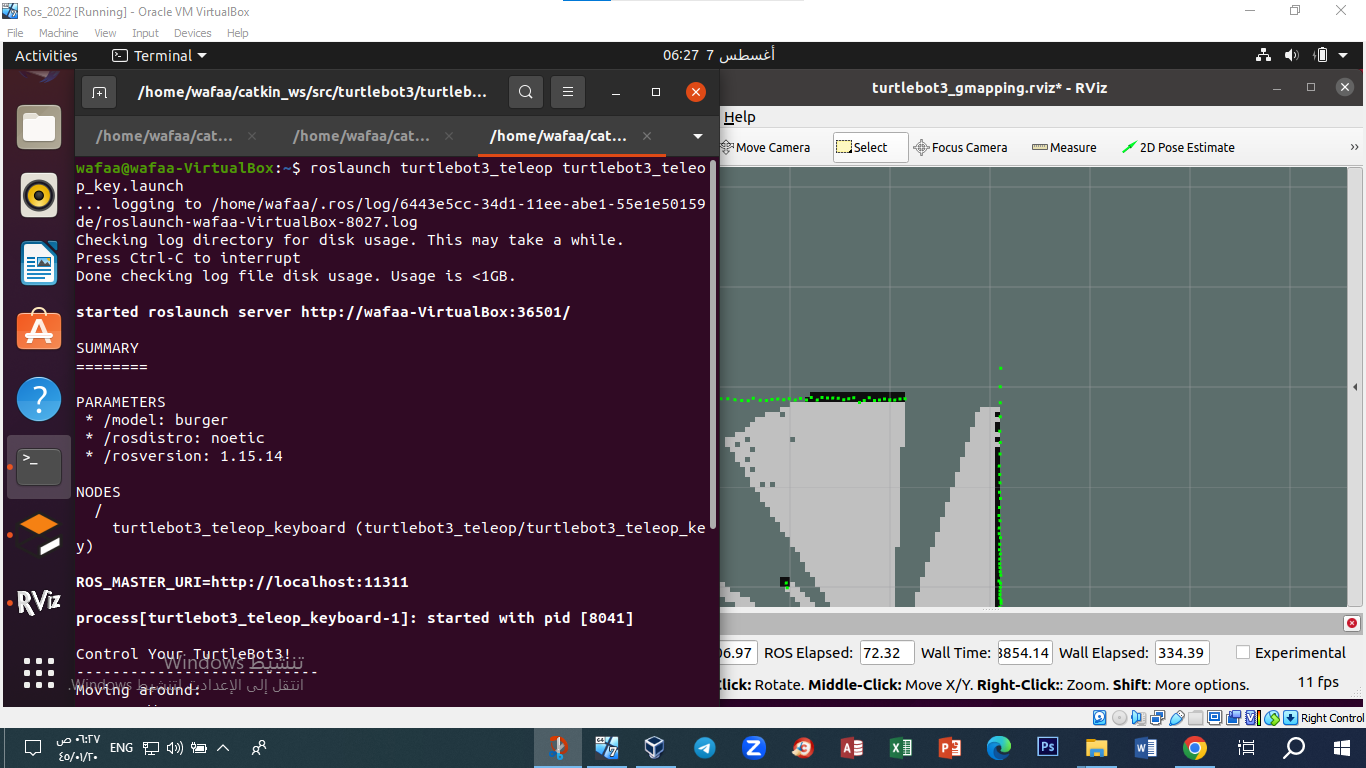 Ros_2022 [Running] - Oracle VM VirtualBox
File Machine View Input Devices Help
Activities Terminal 06:27 7 أغسطس
/home/wafaa/catkin_ws/src/turtlebot3/turtleb...
/home/wafaa/cat... /home/wafaa/cat... /home/wafaa/cat...
wafaa@wafaa-VirtualBox:~$ roslaunch turtlebot3_teleop turtlebot3_teleo
p_key.launch
... logging to /home/wafaa/.ros/log/6443e5cc-34d1-11ee-abe1-55e1e50159
de/roslaunch-wafaa-VirtualBox-8027.log
Checking log directory for disk usage. This may take a while.
Press Ctrl-C to interrupt
Done checking log file disk usage. Usage is <1GB.
started roslaunch server http://wafaa-VirtualBox:36501/
SUMMARY
========
PARAMETERS
* /model: burger
* /rosdistro: noetic
* /rosversion: 1.15.14
NODES
/
turtlebot3_teleop_keyboard (turtlebot3_teleop/turtlebot3_teleop_ke
y)
ROS_MASTER_URI=http://localhost:11311
process[turtlebot3_teleop_keyboard-1]: started with pid [8041]
Control Your TurtleBot3!
---------------------------
Moving around:
تنشيط Windows
انتقل إلى الإعدادات لتنشيط Windows.
RViz
turtlebot3_gmapping.rviz* - RViz
Help
Move Camera Select Focus Camera Measure 2D Pose Estimate »
06.97 ROS Elapsed: 72.32 Wall Time: 3854.14 Wall Elapsed: 334.39 Experimental
Click: Rotate. Middle-Click: Move X/Y. Right-Click:: Zoom. Shift: More options. 11 fps
Right Control
٠٦:٢٧ ص
٤٥/٠١/٢٠
ENG